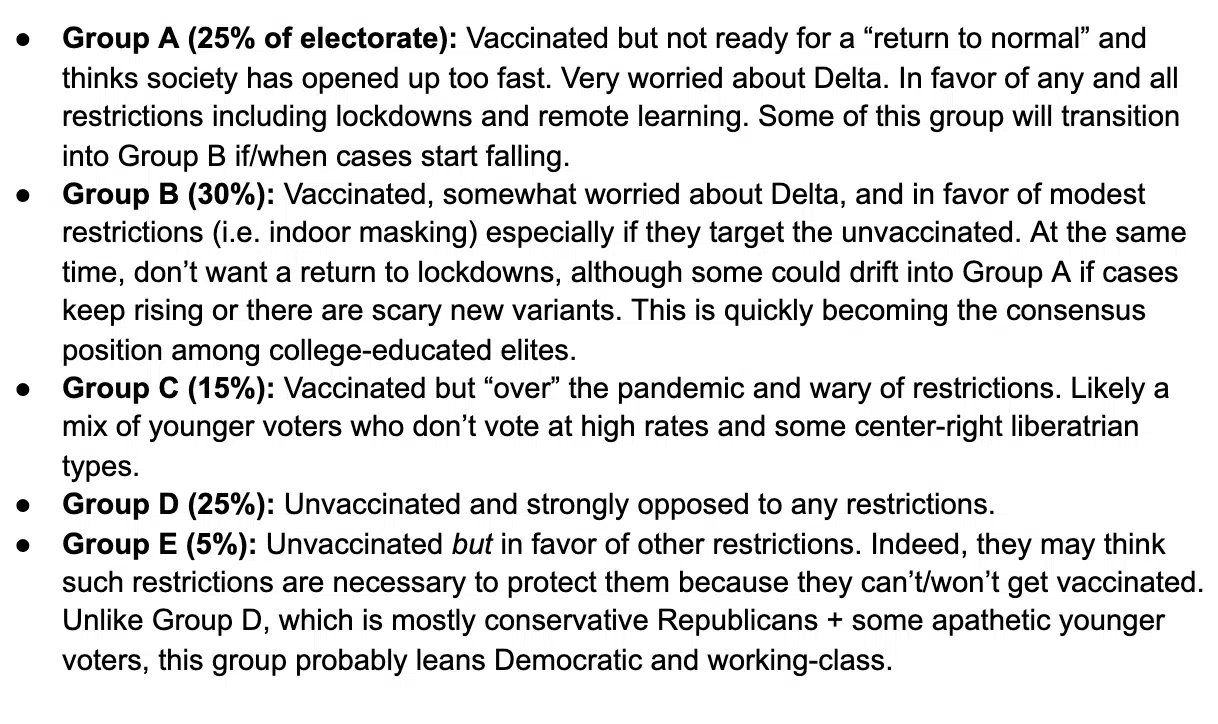 ● Group A (25% of electorate): Vaccinated but not ready for a “return to normal” and
thinks society has opened up too fast. Very worried about Delta. In favor of any and all
restrictions including lockdowns and remote learning. Some of this group will transition
into Group B if/when cases start falling.
● Group B (30%): Vaccinated, somewhat worried about Delta, and in favor of modest
restrictions (i.e. indoor masking) especially if they target the unvaccinated. At the same
time, don’t want a return to lockdowns, although some could drift into Group A if cases
keep rising or there are scary new variants. This is quickly becoming the consensus
position among college-educated elites.
● Group C (15%): Vaccinated but “over” the pandemic and wary of restrictions. Likely a
mix of younger voters who don’t vote at high rates and some center-right liberatrian
types.
● Group D (25%): Unvaccinated and strongly opposed to any restrictions.
● Group E (5%): Unvaccinated but in favor of other restrictions. Indeed, they may think
such restrictions are necessary to protect them because they can’t/won’t get vaccinated.
Unlike Group D, which is mostly conservative Republicans + some apathetic younger
voters, this group probably leans Democratic and working-class.